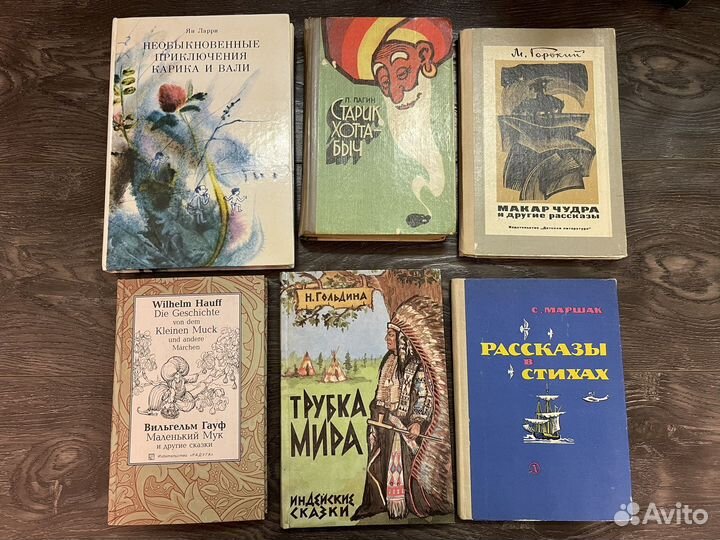 Ян Ларри
НЕОБЫКНОВЕННЫЕ
ПРИКЛЮЧЕНИЯ
КАРИКА И ВАЛИ
Л. ЛАГИН
СТАРИК
ХОТТА-
БЫЧ
М. Горький
МАКАР ЧУДРА
и другие рассказы
Издательство „Детская литература"
Wilhelm Hauff
Die Geschichte
von dem
Kleinen Muck
und andere
Märchen
Вильгельм Гауф
Маленький Мук
и другие сказки
Издательство «РАДУГА»
Н. ГОЛЬДИНА
ТРУБКА
МИРА
ИНДЕЙСКИЕ
СКАЗКИ
С. МАРШАК
РАССКАЗЫ
В
СТИХАХ
Avito